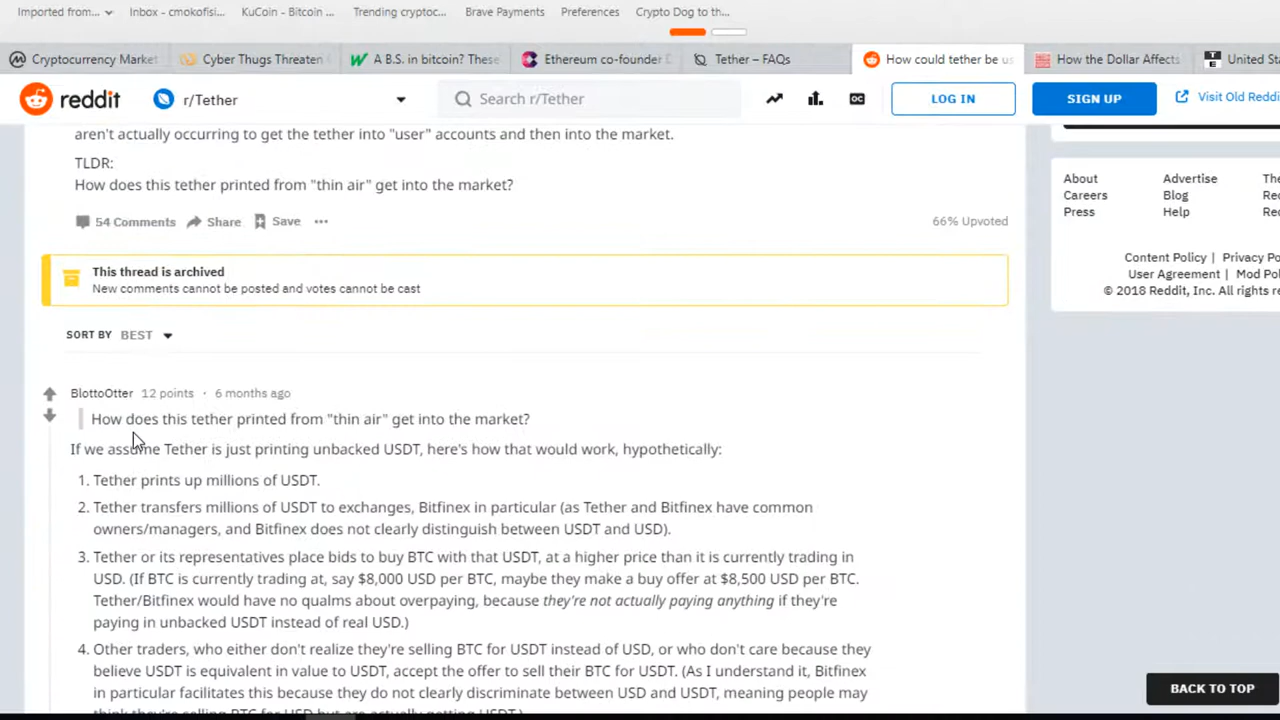 Imported from... Inbox - cmokofisi... KuCoin - Bitcoin ... Trending cryptoc... Brave Payments Preferences Crypto Dog to th...
Cryptocurrency Market Cyber Thugs Threaten A B.S. in bitcoin? These Ethereum co-founder D Tether – FAQs How could tether be us How the Dollar Affects United Sta
reddit r/Tether Search r/Tether LOG IN SIGN UP Visit Old Reddi
aren't actually occurring to get the tether into "user" accounts and then into the market.
TLDR:
How does this tether printed from "thin air" get into the market?
54 Comments Share Save ... 66% Upvoted
About Advertise The
Careers Blog Rec
Press Help Rec
Content Policy | Privacy Po
User Agreement | Mod Pol
© 2018 Reddit, Inc. All rights re
This thread is archived
New comments cannot be posted and votes cannot be cast
SORT BY BEST
BlottoOtter 12 points · 6 months ago
How does this tether printed from "thin air" get into the market?
If we assume Tether is just printing unbacked USDT, here's how that would work, hypothetically:
1. Tether prints up millions of USDT.
2. Tether transfers millions of USDT to exchanges, Bitfinex in particular (as Tether and Bitfinex have common
owners/managers, and Bitfinex does not clearly distinguish between USDT and USD).
3. Tether or its representatives place bids to buy BTC with that USDT, at a higher price than it is currently trading in
USD. (If BTC is currently trading at, say $8,000 USD per BTC, maybe they make a buy offer at $8,500 USD per BTC.
Tether/Bitfinex would have no qualms about overpaying, because they're not actually paying anything if they're
paying in unbacked USDT instead of real USD.)
4. Other traders, who either don't realize they're selling BTC for USDT instead of USD, or who don't care because they
believe USDT is equivalent in value to USDT, accept the offer to sell their BTC for USDT. (As I understand it, Bitfinex
in particular facilitates this because they do not clearly discriminate between USD and USDT, meaning people may
think they're selling BTC for USD but are actually getting USDT.)
BACK TO TOP